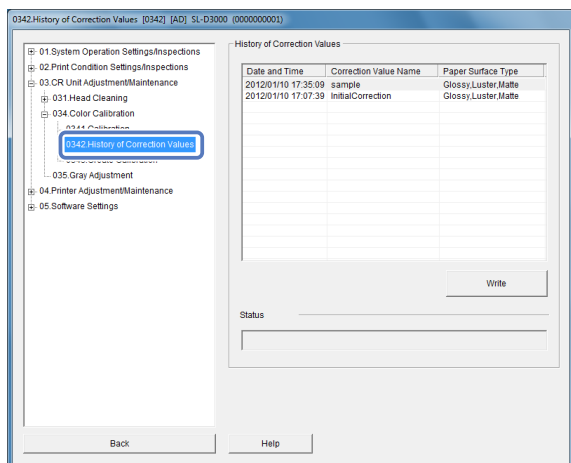 0342.History of Correction Values [0342] [AD] SL-D3000 (0000000001)
01.System Operation Settings/Inspections
02.Print Condition Settings/Inspections
03.CR Unit Adjustment/Maintenance
031.Head Cleaning
034.Color Calibration
0341.Calibration
0342.History of Correction Values
035.Gray Adjustment
04.Printer Adjustment/Maintenance
05.Software Settings
History of Correction Values
Date and Time Correction Value Name Paper Surface Type
2012/01/10 17:35:09 sample Glossy,Luster,Matte
2012/01/10 17:07:39 InitialCorrection Glossy,Luster,Matte
Write
Status
Back
Help